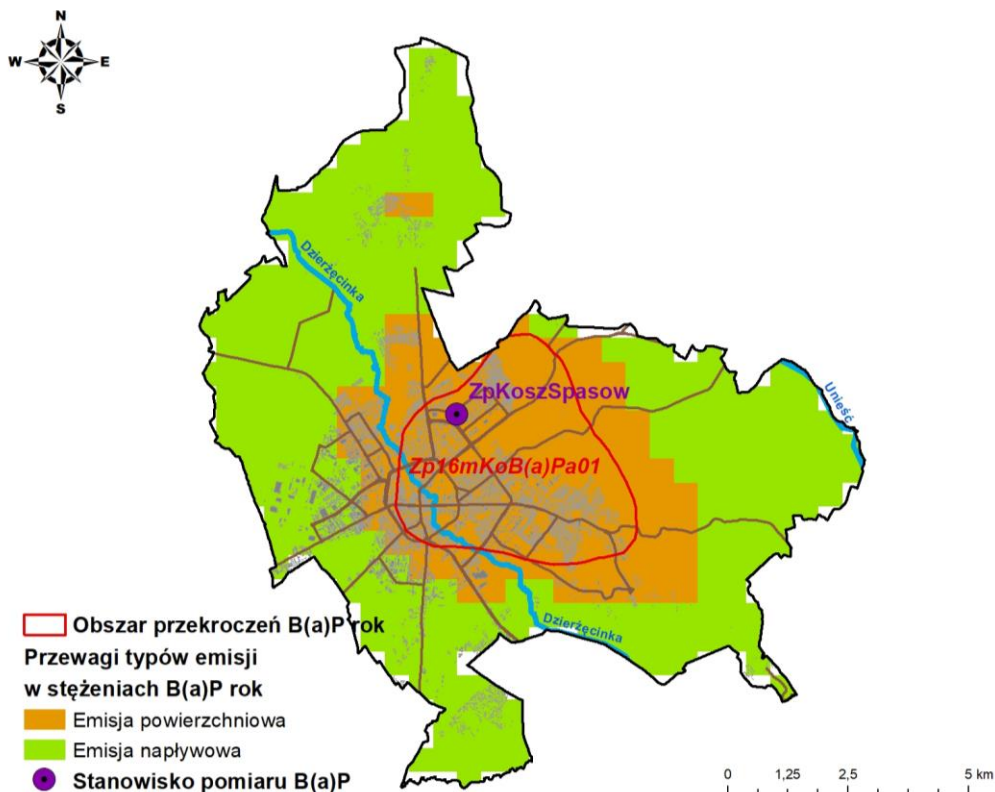 N
W E
S
Dzierżęcinka
ZpKoszSpasow
Unieść
Zp16mKoB(a)Pa01
Dzierżęcinka
Obszar przekroczeń B(a)P rok
Przewagi typów emisji
w stężeniach B(a)P rok
Emisja powierzchniowa
Emisja napływowa
Stanowisko pomiaru B(a)P
0 1,25 2,5 5 km